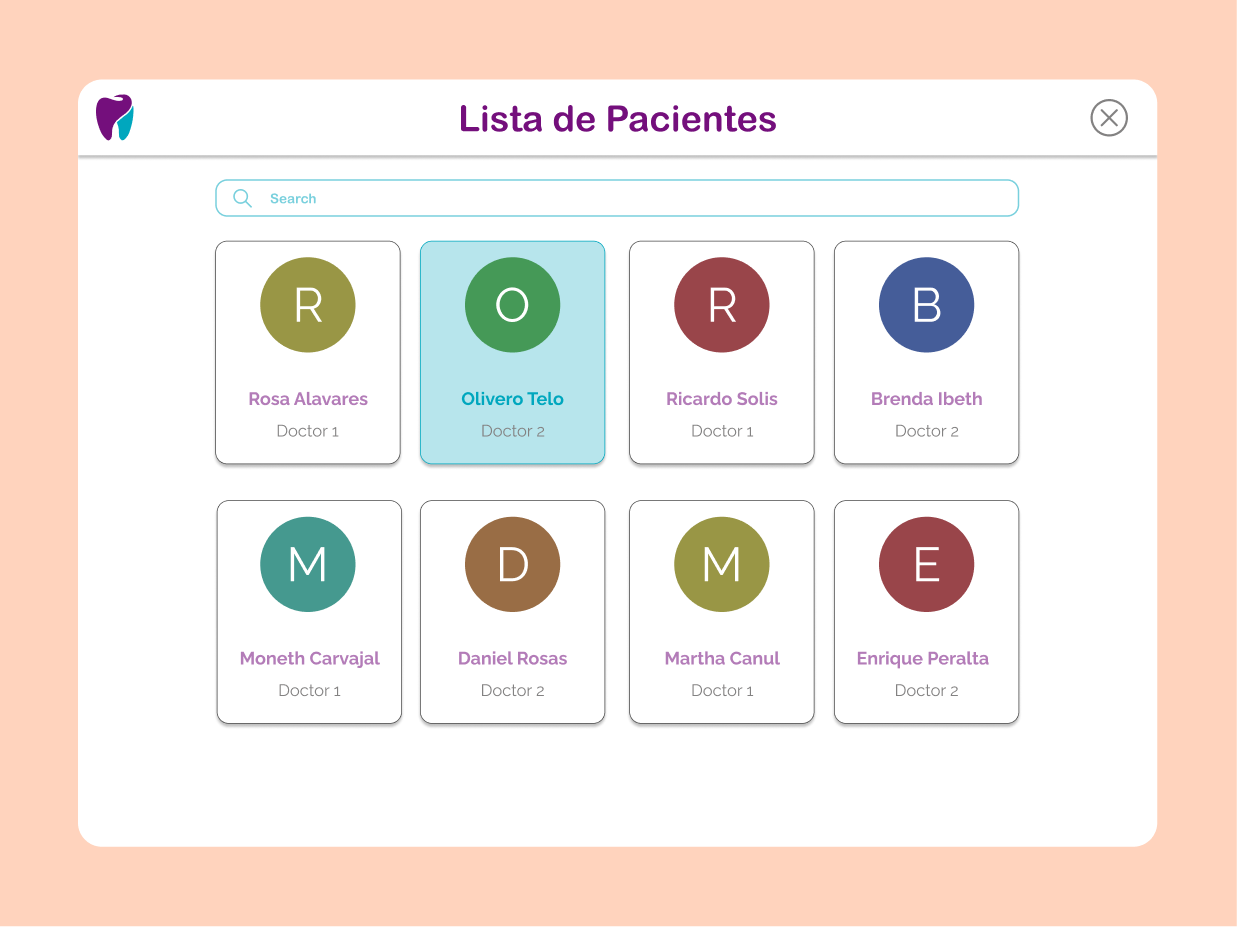 Lista de Pacientes
Search
R
O
R
B
Rosa Alavares
Olivero Telo
Ricardo Solis
Brenda Ibeth
Doctor 1
Doctor 2
Doctor 1
Doctor 2
M
D
M
E
Moneth Carvajal
Daniel Rosas
Martha Canul
Enrique Peralta
Doctor 1
Doctor 2
Doctor 1
Doctor 2